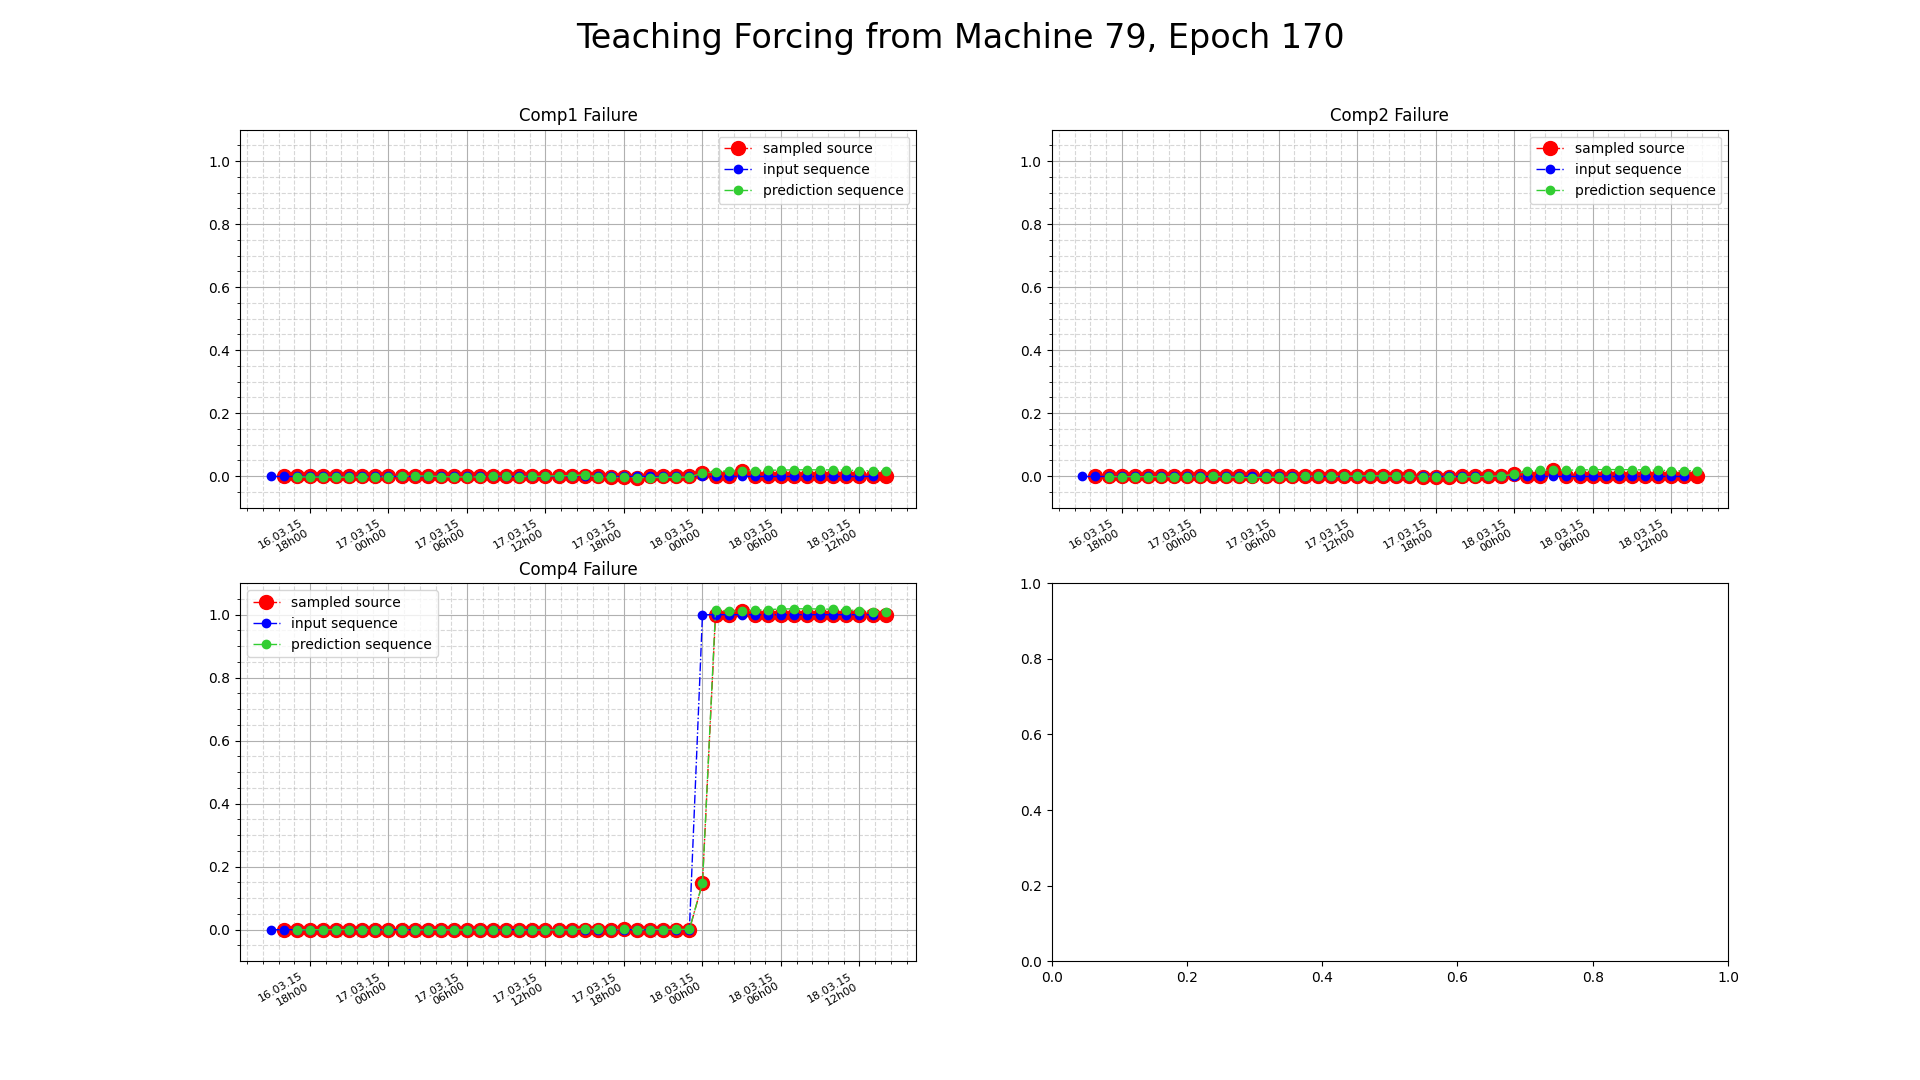 Teaching Forcing from Machine 79, Epoch 170
Comp1 Failure
sampled source
input sequence
prediction sequence
1.0
0.8
0.6
0.4
0.2
0.0
16.03.15
18h00
17.03.15
00h00
17.03.15
06h00
17.03.15
12h00
17.03.15
18h00
18.03.15
00h00
18.03.15
06h00
18.03.15
12h00
Comp2 Failure
sampled source
input sequence
prediction sequence
1.0
0.8
0.6
0.4
0.2
0.0
16.03.15
18h00
17.03.15
00h00
17.03.15
06h00
17.03.15
12h00
17.03.15
18h00
18.03.15
00h00
18.03.15
06h00
18.03.15
12h00
Comp4 Failure
sampled source
input sequence
prediction sequence
1.0
0.8
0.6
0.4
0.2
0.0
16.03.15
18h00
17.03.15
00h00
17.03.15
06h00
17.03.15
12h00
17.03.15
18h00
18.03.15
00h00
18.03.15
06h00
18.03.15
12h00
1.0
0.8
0.6
0.4
0.2
0.0
0.0 0.2 0.4 0.6 0.8 1.0